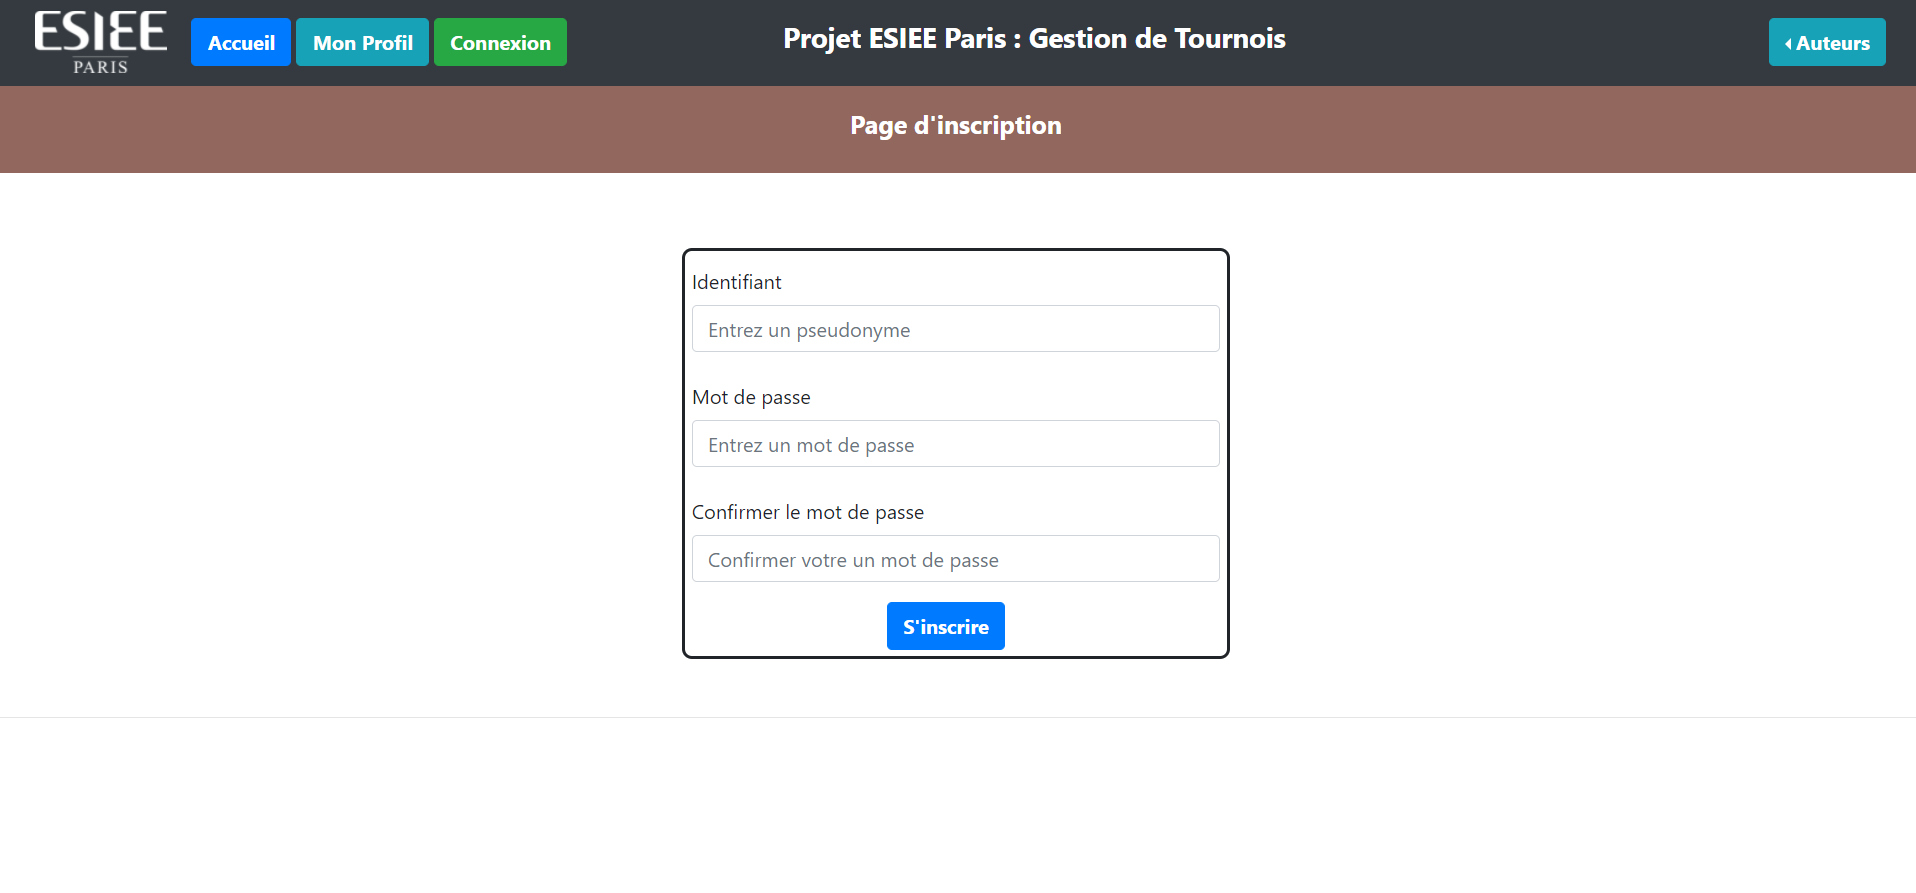 ESIEE
PARIS
Accueil
Mon Profil
Connexion
Projet ESIEE Paris : Gestion de Tournois
Auteurs
Page d'inscription
Identifiant
Entrez un pseudonyme
Mot de passe
Entrez un mot de passe
Confirmer le mot de passe
Confirmer votre un mot de passe
S'inscrire